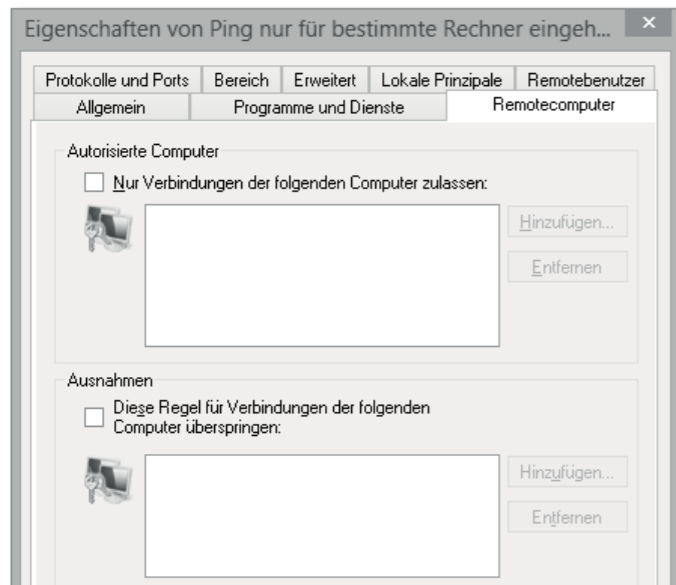 Eigenschaften von Ping nur für bestimmte Rechner eingeh...
Protokolle und Ports Bereich Erweitert Lokale Prinzipale Remotebenutzer
Allgemein Programme und Dienste Remotecomputer
Autorisierte Computer
Nur Verbindungen der folgenden Computer zulassen:
Hinzufügen...
Entfernen
Ausnahmen
Diese Regel für Verbindungen der folgenden
Computer überspringen:
Hinzufügen...
Entfernen